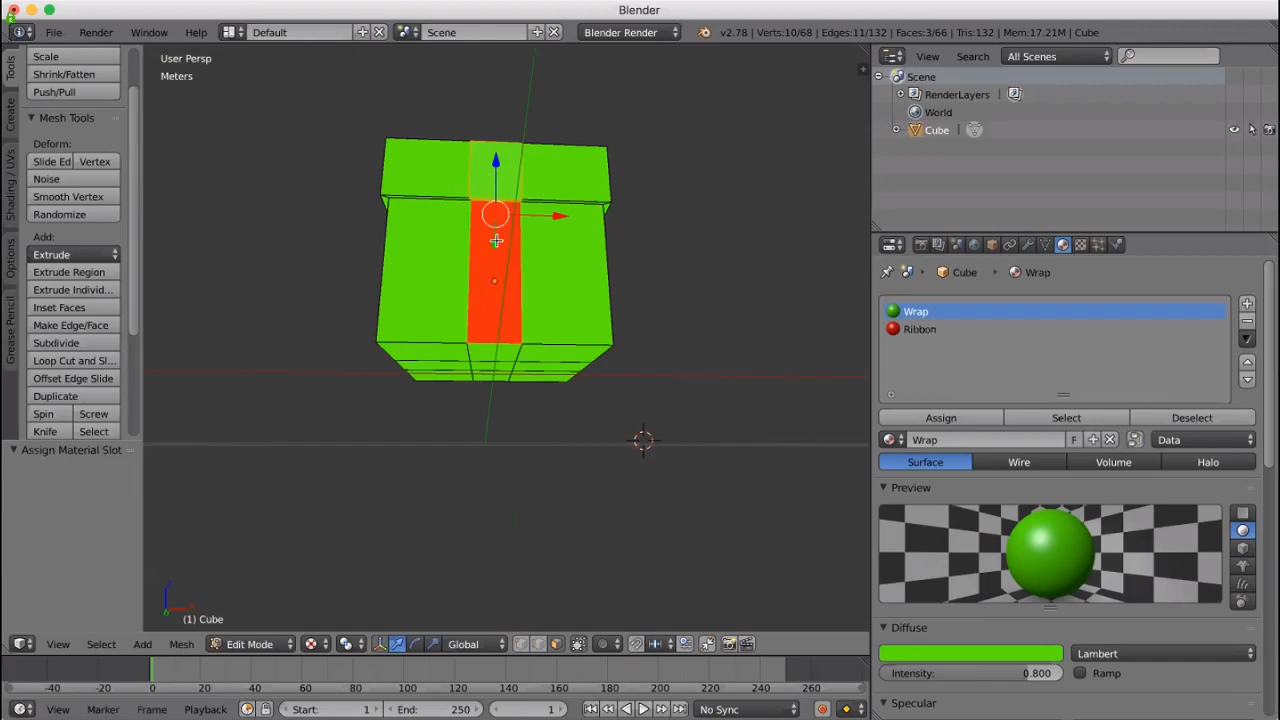 Blender
File Render Window Help Default Scene Blender Render v2.78 | Verts:10/68 | Edges:11/132 | Faces:3/66 | Tris:132 | Mem:17.21M | Cube
Tools
Create
Shading / UVs
Options
Grease Pencil
Scale
Shrink/Fatten
Push/Pull
Mesh Tools
Deform:
Slide Ed Vertex
Noise
Smooth Vertex
Randomize
Add:
Extrude
Extrude Region
Extrude Individ...
Inset Faces
Make Edge/Face
Subdivide
Loop Cut and Sl...
Offset Edge Slide
Duplicate
Spin Screw
Knife Select
Assign Material Slot
User Persp
Meters
(1) Cube
View Select Add Mesh Edit Mode Global
-40 -20 0 20 40 60 80 100 120 140 160 180 200 220 240 260
View Marker Frame Playback Start: 1 End: 250 1 No Sync
View Search All Scenes
Scene
RenderLayers
World
Cube
Cube Wrap
Wrap
Ribbon
Assign Select Deselect
Wrap F Data
Surface Wire Volume Halo
Preview
Diffuse
Lambert
Intensity: 0.800 Ramp
Specular